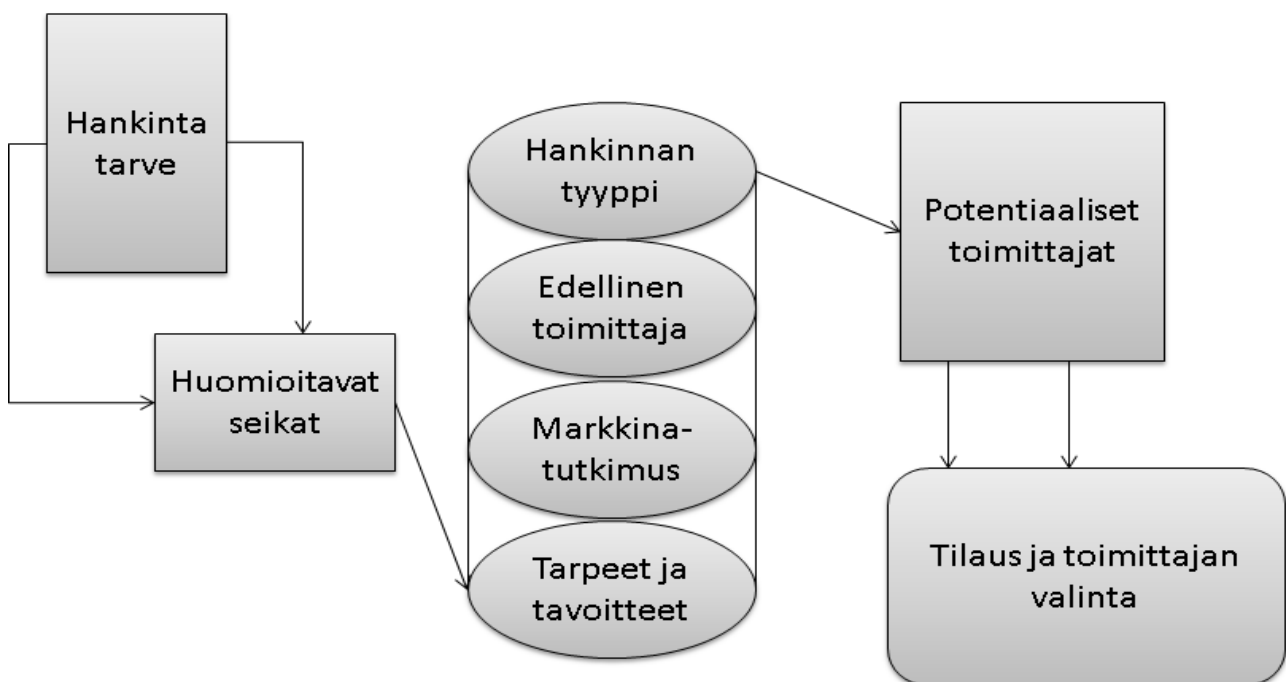 Hankinta
tarve
Huomioitavat
seikat
Hankinnan
tyyppi
Edellinen
toimittaja
Markkina-
tutkimus
Tarpeet ja
tavoitteet
Potentiaaliset
toimittajat
Tilaus ja toimittajan
valinta